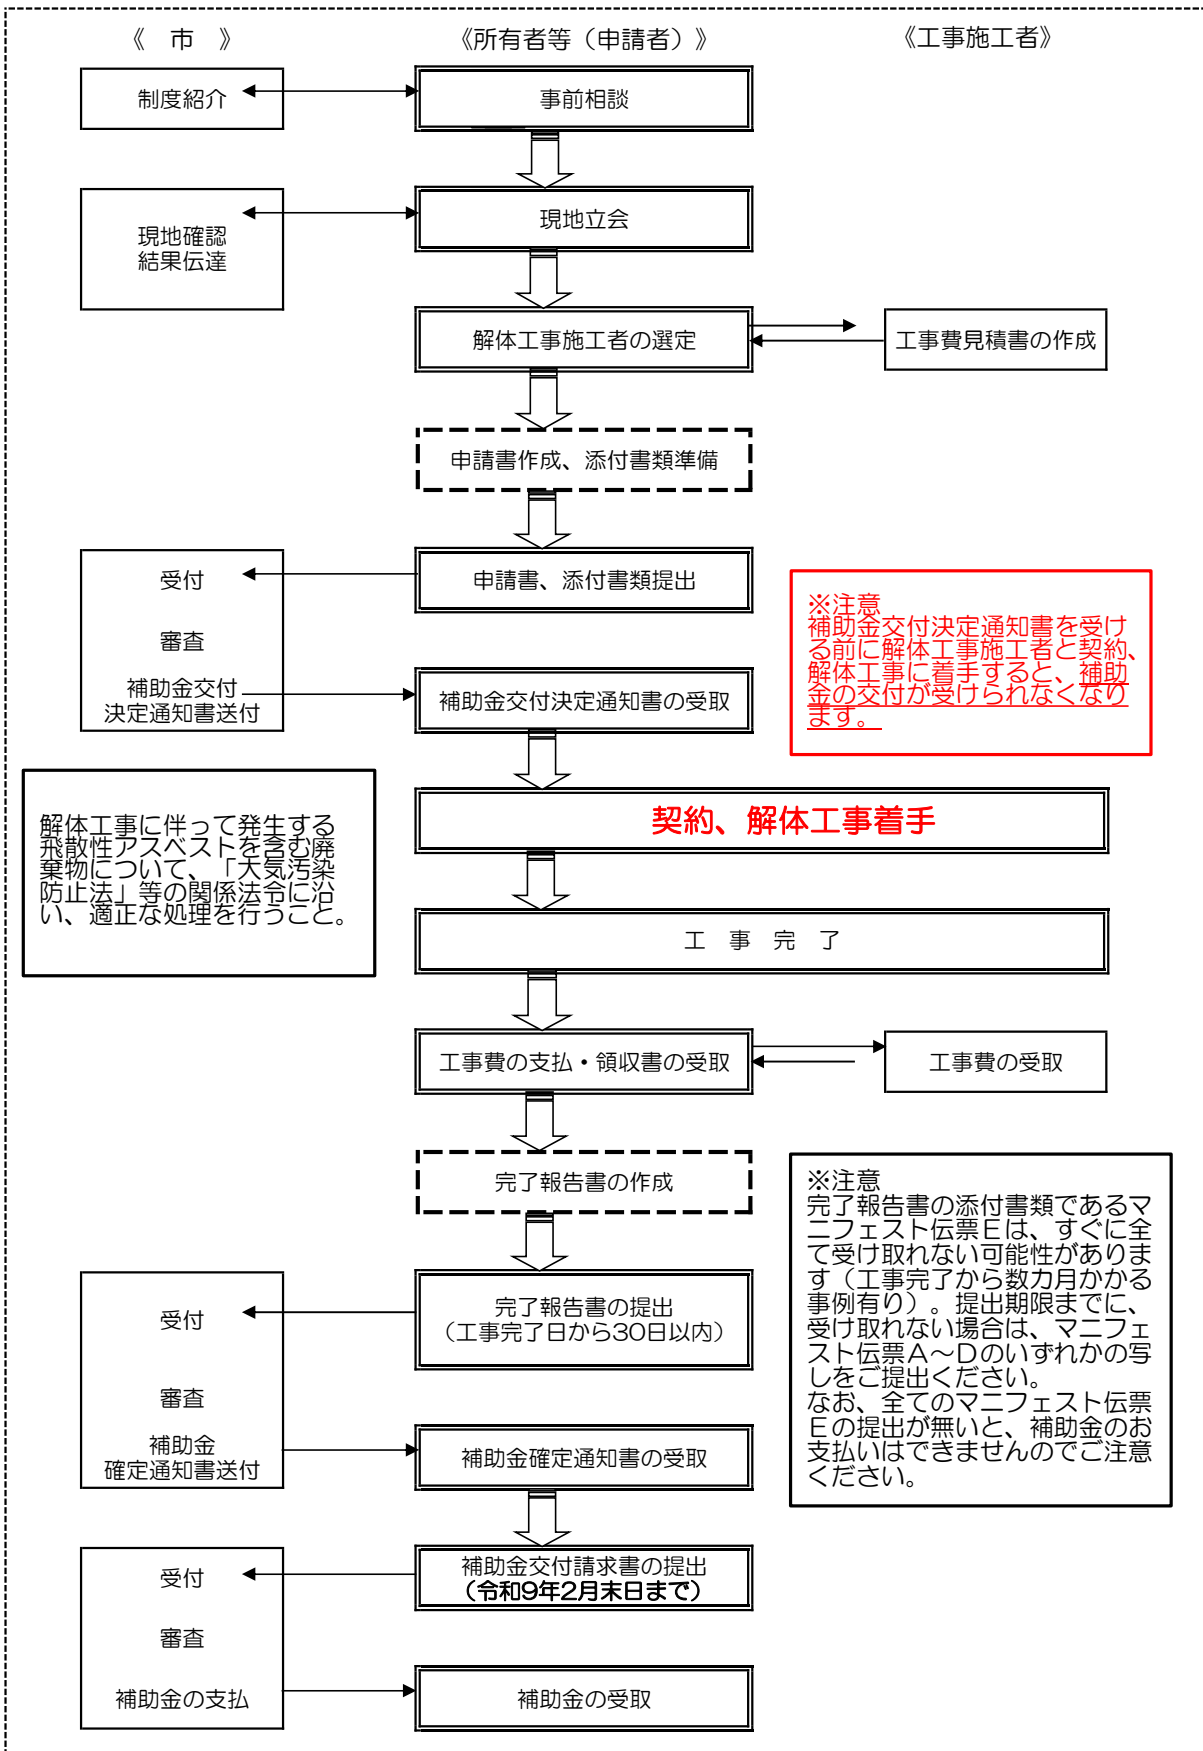 《　市　》
《所有者等（申請者）》
《工事施工者》
制度紹介
事前相談
現地確認
結果伝達
現地立会
解体工事施工者の選定
工事費見積書の作成
申請書作成、添付書類準備
受付
審査
補助金交付
決定通知書送付
申請書、添付書類提出
補助金交付決定通知書の受取
※注意
補助金交付決定通知書を受け
る前に解体工事施工者と契約、
解体工事に着手すると、補助
金の交付が受けられなくなり
ます。
解体工事に伴って発生する
飛散性アスベストを含む廃
棄物について、「大気汚染
防止法」等の関係法令に沿
い、適正な処理を行うこと。
契約、解体工事着手
工　事　完　了
工事費の支払・領収書の受取
工事費の受取
完了報告書の作成
※注意
完了報告書の添付書類であるマ
ニフェスト伝票Ｅは、すぐに全
て受け取れない可能性がありま
す（工事完了から数カ月かかる
事例有り）。提出期限までに、
受け取れない場合は、マニフェ
スト伝票Ａ～Ｄのいずれかの写
しをご提出ください。
なお、全てのマニフェスト伝票
Ｅの提出が無いと、補助金のお
支払いはできませんのでご注意
ください。
受付
審査
補助金
確定通知書送付
完了報告書の提出
（工事完了日から30日以内）
補助金確定通知書の受取
受付
審査
補助金の支払
補助金交付請求書の提出
（令和9年2月末日まで）
補助金の受取